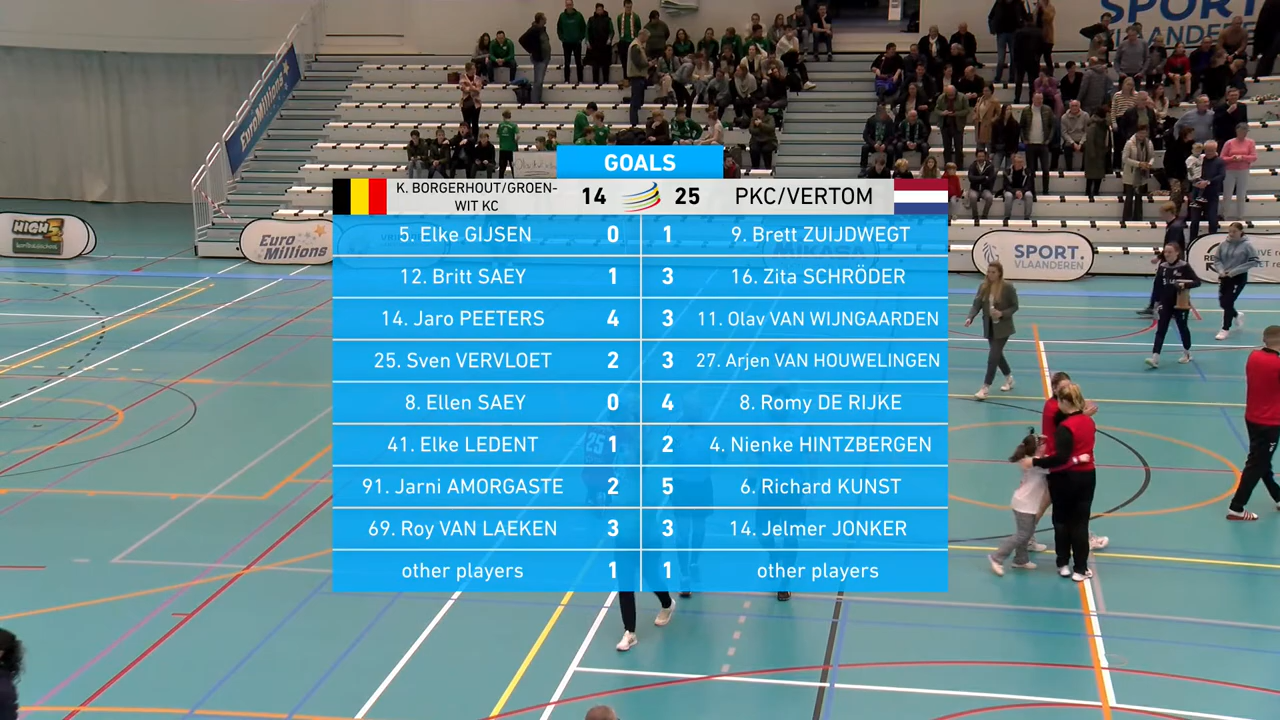 SPORT.
VLAANDEREN
EuroMillions
GOALS
K. BORGERHOUT/GROEN-
WIT KC
14 25
PKC/VERTOM
5. Elke GIJSEN 0 1 9. Brett ZUIJDWEGT
12. Britt SAEY 1 3 16. Zita SCHRÖDER
14. Jaro PEETERS 4 3 11. Olav VAN WIJNGAARDEN
25. Sven VERVLOET 2 3 27. Arjen VAN HOUWELINGEN
8. Ellen SAEY 0 4 8. Romy DE RIJKE
41. Elke LEDENT 1 2 4. Nienke HINTZBERGEN
91. Jarni AMORGASTE 2 5 6. Richard KUNST
69. Roy VAN LAEKEN 3 3 14. Jelmer JONKER
other players 1 1 other players
HIGH5
Euro
Millions
MIKASA
SPORT.
VLAANDEREN
25